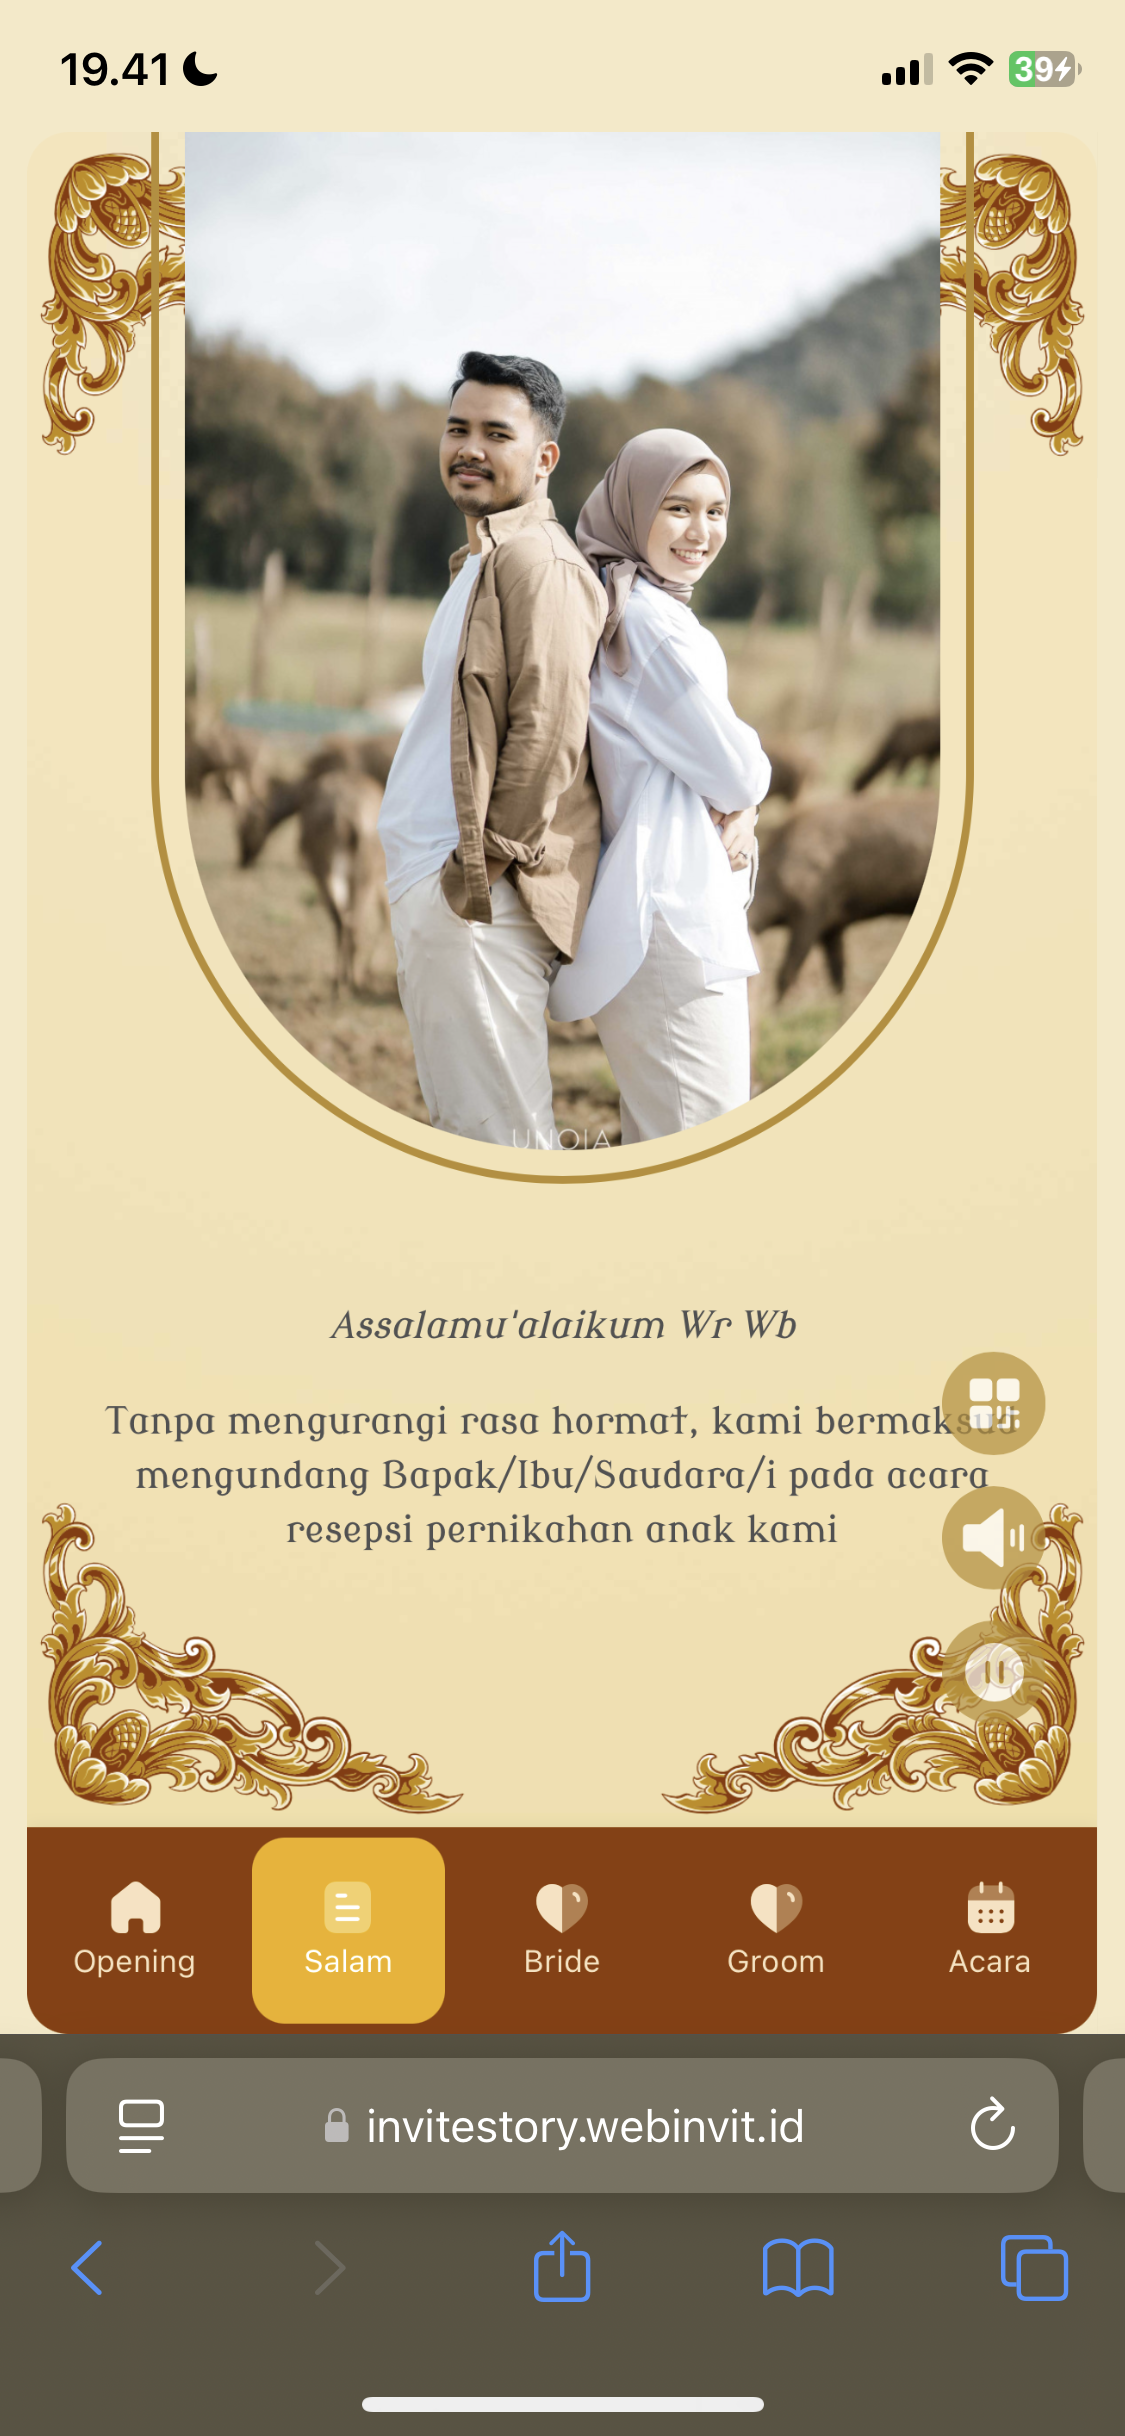 19.41
39
UNOIA
Assalamu'alaikum Wr Wb
Tanpa mengurangi rasa hormat, kami bermaksud
mengundang Bapak/Ibu/Saudara/i pada acara
resepsi pernikahan anak kami
Opening
Salam
Bride
Groom
Acara
invitestory.webinvit.id